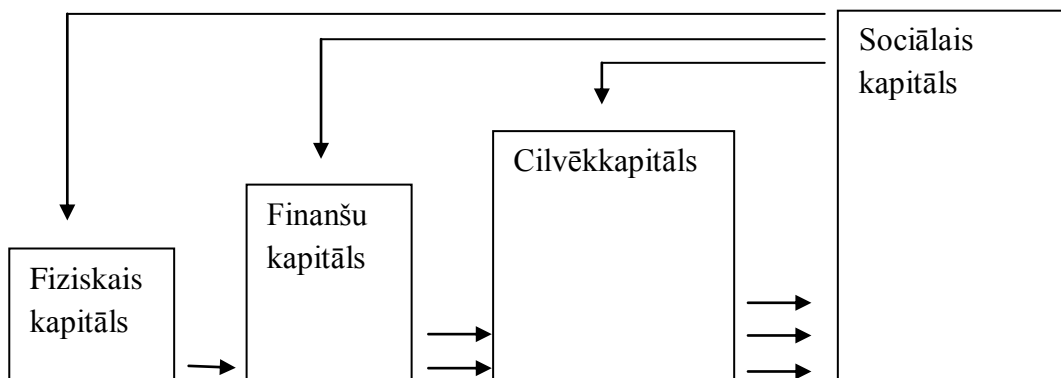 Sociālais
kapitāls
Cilvēkkapitāls
Finanšu
kapitāls
Fiziskais
kapitāls